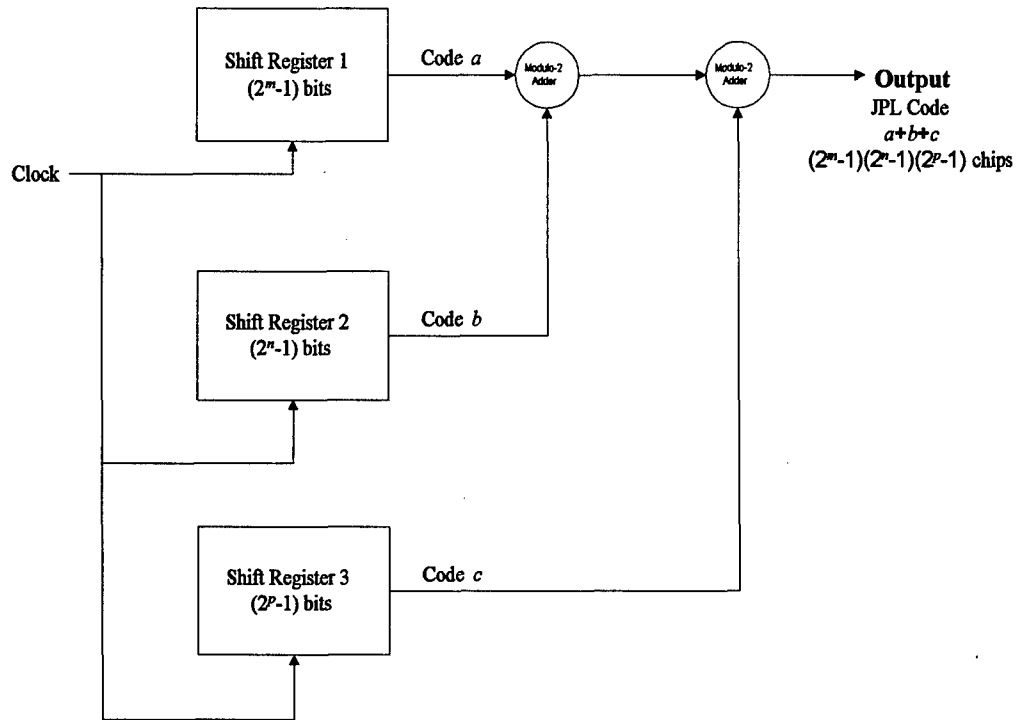 Shift Register 1
(2^m-1) bits
Code a
Modulo-2
Adder
Modulo-2
Adder
Output
JPL Code
a+b+c
(2^m-1)(2^n-1)(2^p-1) chips
Clock
Shift Register 2
(2^n-1) bits
Code b
Shift Register 3
(2^p-1) bits
Code c